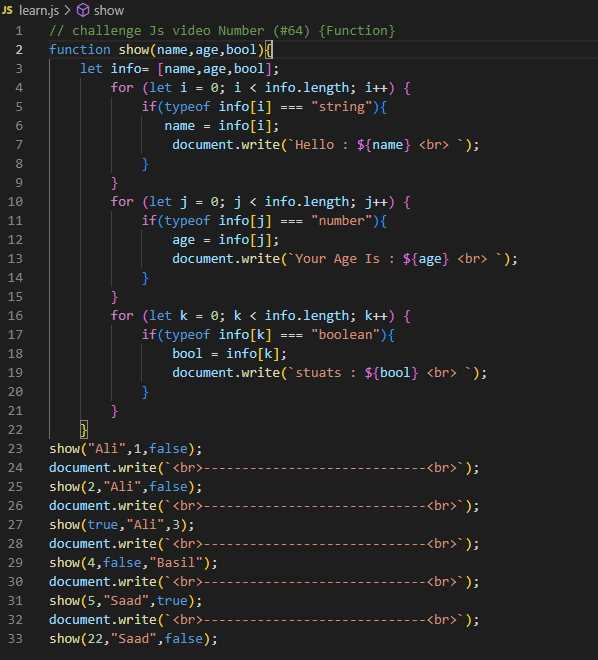 JS learn.js > show
1 // challenge Js video Number (#64) {Function}
2 function show(name,age,bool){
3     let info= [name,age,bool];
4         for (let i = 0; i < info.length; i++) {
5             if(typeof info[i] === "string"){
6                name = info[i];
7                 document.write(`Hello : ${name} <br> `);
8             }
9         }
10         for (let j = 0; j < info.length; j++) {
11             if(typeof info[j] === "number"){
12                 age = info[j];
13                 document.write(`Your Age Is : ${age} <br> `);
14             }
15         }
16         for (let k = 0; k < info.length; k++) {
17             if(typeof info[k] === "boolean"){
18                 bool = info[k];
19                 document.write(`stuats : ${bool} <br> `);
20             }
21         }
22     }
23 show("Ali",1,false);
24 document.write(`<br>-----------------------------<br>`);
25 show(2,"Ali",false);
26 document.write(`<br>-----------------------------<br>`);
27 show(true,"Ali",3);
28 document.write(`<br>-----------------------------<br>`);
29 show(4,false,"Basil");
30 document.write(`<br>-----------------------------<br>`);
31 show(5,"Saad",true);
32 document.write(`<br>-----------------------------<br>`);
33 show(22,"Saad",false);